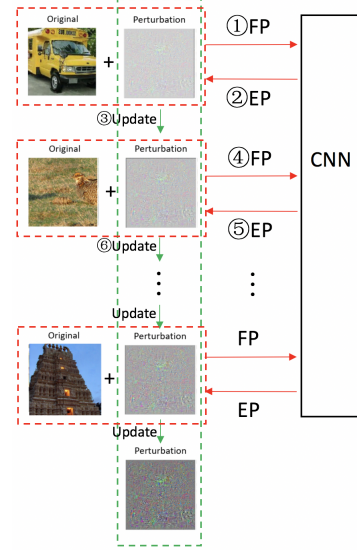 Original Perturbation
+
①FP
②EP
③Update
Original Perturbation
+
④FP
CNN
⑤EP
⑥Update
Update
Original Perturbation
+
FP
EP
Update
Perturbation